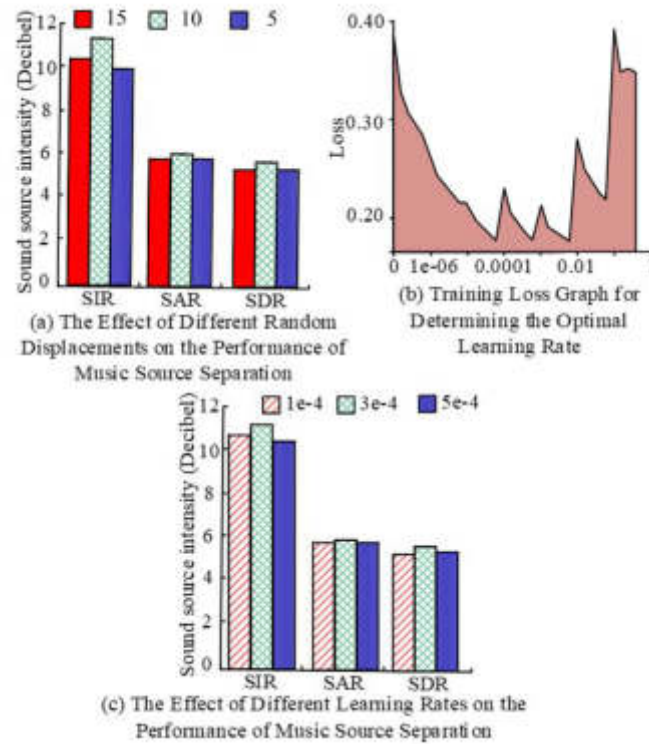 15 10 5
12
10
8
6
4
2
0
Sound source intensity (Decibel)
SIR SAR SDR
(a) The Effect of Different Random
Displacements on the Performance of
Music Source Separation
0.40
0.30
0.20
Loss
0 1e-06 0.0001 0.01 1
(b) Training Loss Graph for
Determining the Optimal
Learning Rate
1e-4 3e-4 5e-4
12
10
8
6
4
2
0
Sound source intensity (Decibel)
SIR SAR SDR
(c) The Effect of Different Learning Rates on the
Performance of Music Source Separation